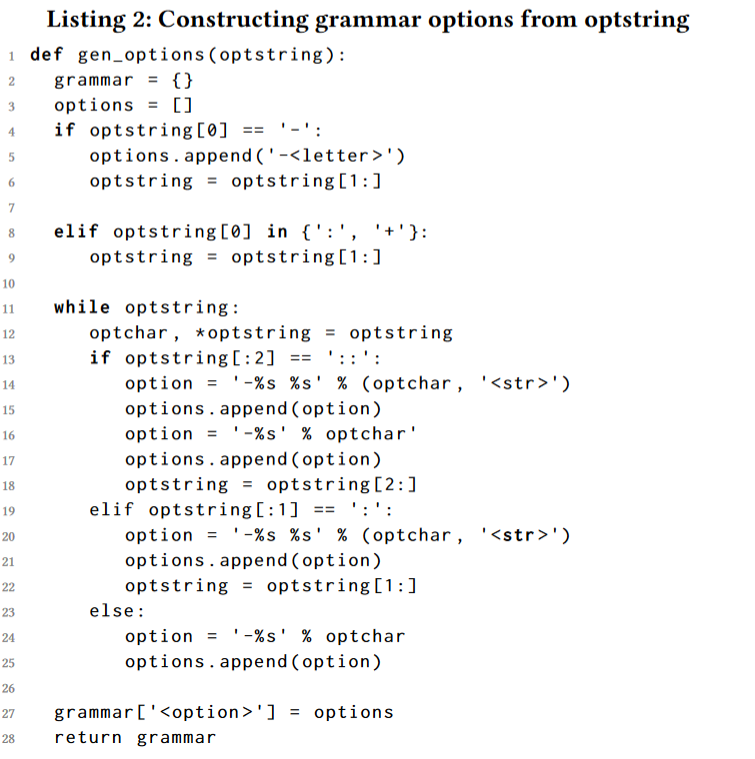 Listing 2: Constructing grammar options from optstring
1 def gen_options(optstring):
2     grammar = {}
3     options = []
4     if optstring[0] == '-':
5         options.append('-<letter>')
6         optstring = optstring[1:]
7
8     elif optstring[0] in {':', '+'}:
9         optstring = optstring[1:]
10
11     while optstring:
12         optchar, *optstring = optstring
13         if optstring[:2] == '::':
14             option = '-%s %s' % (optchar, '<str>')
15             options.append(option)
16             option = '-%s' % optchar'
17             options.append(option)
18             optstring = optstring[2:]
19         elif optstring[:1] == ':':
20             option = '-%s %s' % (optchar, '<str>')
21             options.append(option)
22             optstring = optstring[1:]
23         else:
24             option = '-%s' % optchar
25             options.append(option)
26
27     grammar['<option>'] = options
28     return grammar